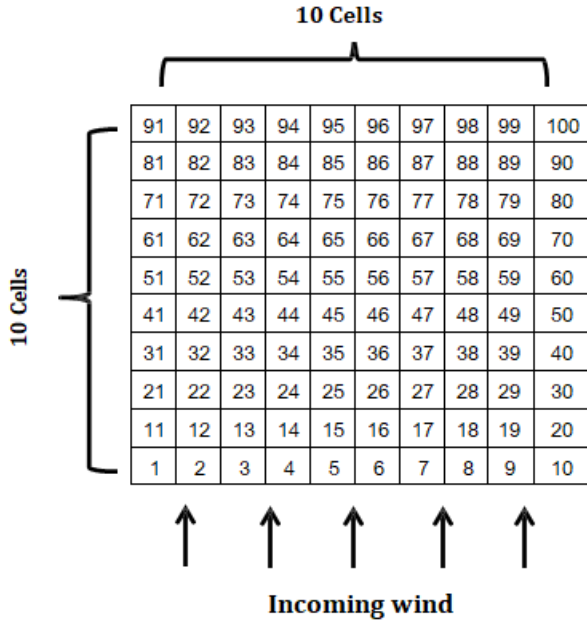 10 Cells
91 92 93 94 95 96 97 98 99 100
81 82 83 84 85 86 87 88 89 90
71 72 73 74 75 76 77 78 79 80
61 62 63 64 65 66 67 68 69 70
51 52 53 54 55 56 57 58 59 60
41 42 43 44 45 46 47 48 49 50
31 32 33 34 35 36 37 38 39 40
21 22 23 24 25 26 27 28 29 30
11 12 13 14 15 16 17 18 19 20
1 2 3 4 5 6 7 8 9 10
10 Cells
Incoming wind